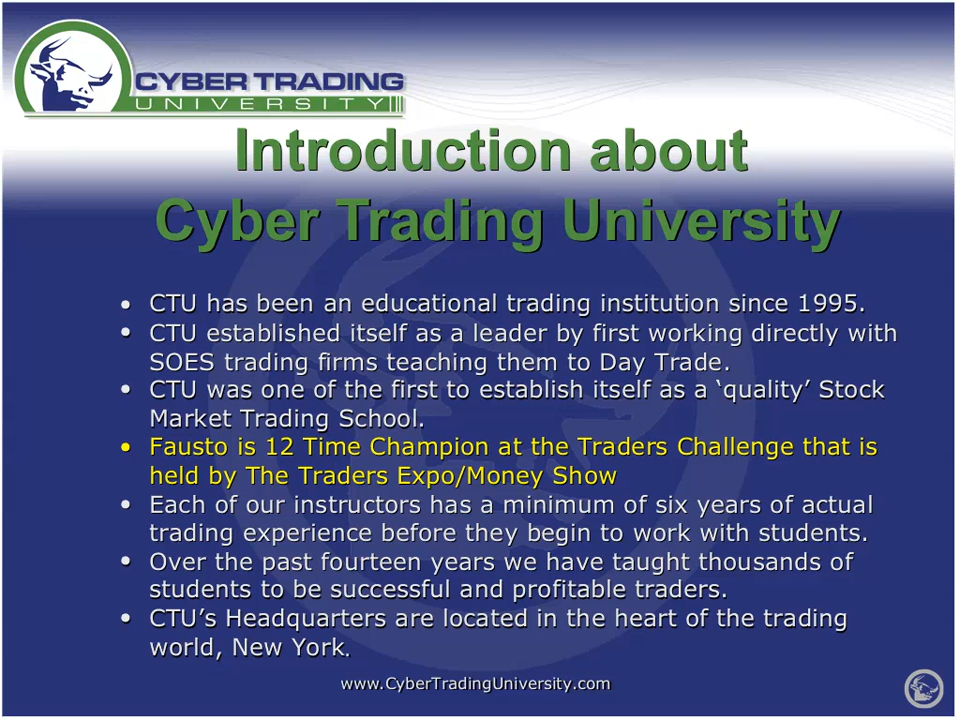 CYBER TRADING
UNIVERSITY
Introduction about
Cyber Trading University
• CTU has been an educational trading institution since 1995.
• CTU established itself as a leader by first working directly with
SOES trading firms teaching them to Day Trade.
• CTU was one of the first to establish itself as a ‘quality’ Stock
Market Trading School.
• Fausto is 12 Time Champion at the Traders Challenge that is
held by The Traders Expo/Money Show
• Each of our instructors has a minimum of six years of actual
trading experience before they begin to work with students.
• Over the past fourteen years we have taught thousands of
students to be successful and profitable traders.
• CTU’s Headquarters are located in the heart of the trading
world, New York.
www.CyberTradingUniversity.com